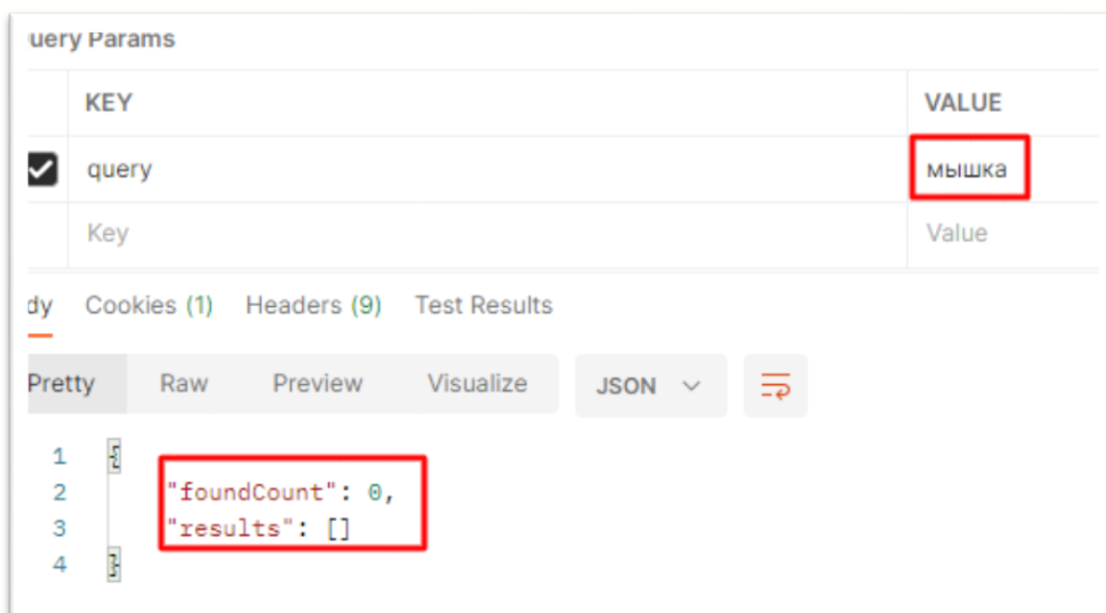 uery Params
KEY VALUE
query мышка
Key Value
dy Cookies (1) Headers (9) Test Results
Pretty Raw Preview Visualize JSON
1 {
2 "foundCount": 0,
3 "results": []
4 }